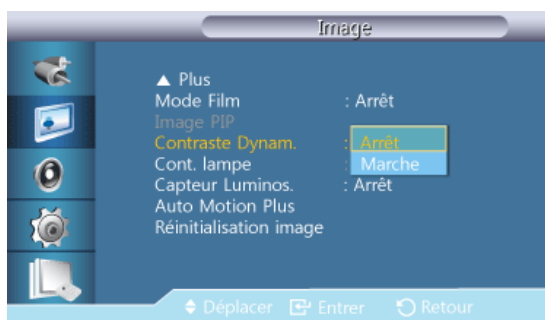 Image
▲ Plus
Mode Film : Arrêt
Image PIP
Contraste Dynam. : Arrêt
Cont. lampe : Marche
Capteur Luminos. : Arrêt
Auto Motion Plus
Réinitialisation image
Déplacer Entrer Retour